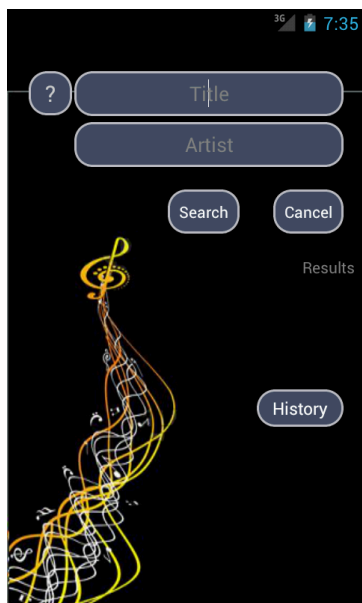 3G 7:35
? Title
Artist
Search Cancel
Results
History